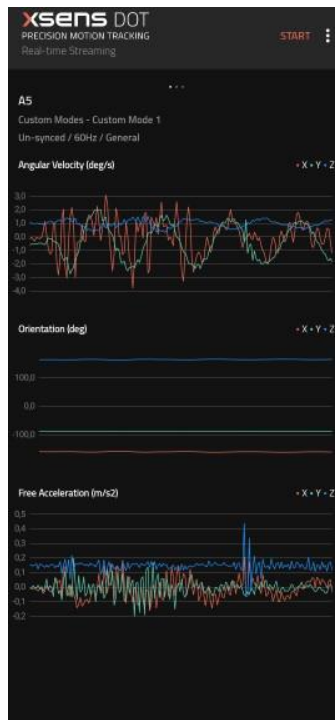 xsens DOT
PRECISION MOTION TRACKING
START
Real-time Streaming
A5
Custom Modes - Custom Mode 1
Un-synced / 60Hz / General
Angular Velocity (deg/s)
• X • Y • Z
3,0
2,0
1,0
0,0
-1,0
-2,0
-3,0
-4,0
Orientation (deg)
• X • Y • Z
100,0
0,0
-100,0
Free Acceleration (m/s2)
• X • Y • Z
0,5
0,4
0,3
0,2
0,1
0,0
-0,1
-0,2